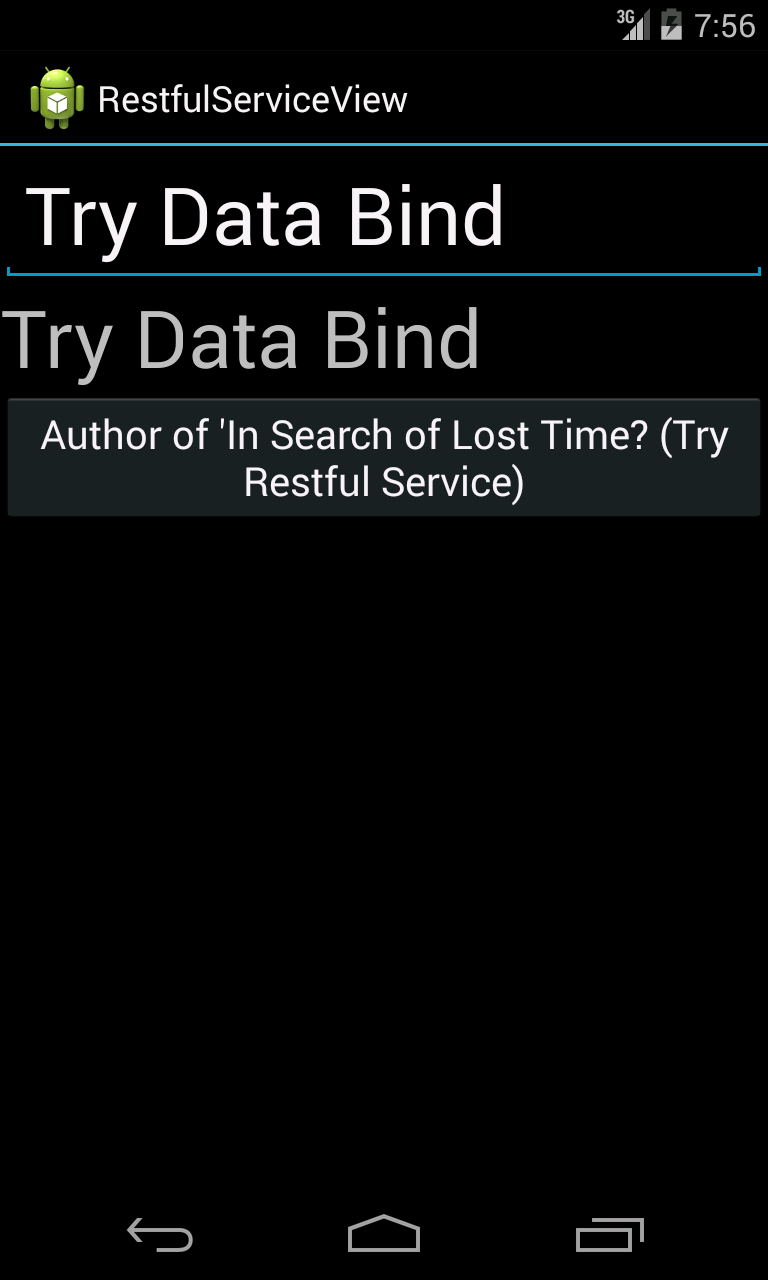 3G 7:56
RestfulServiceView
Try Data Bind
Try Data Bind
Author of 'In Search of Lost Time? (Try
Restful Service)